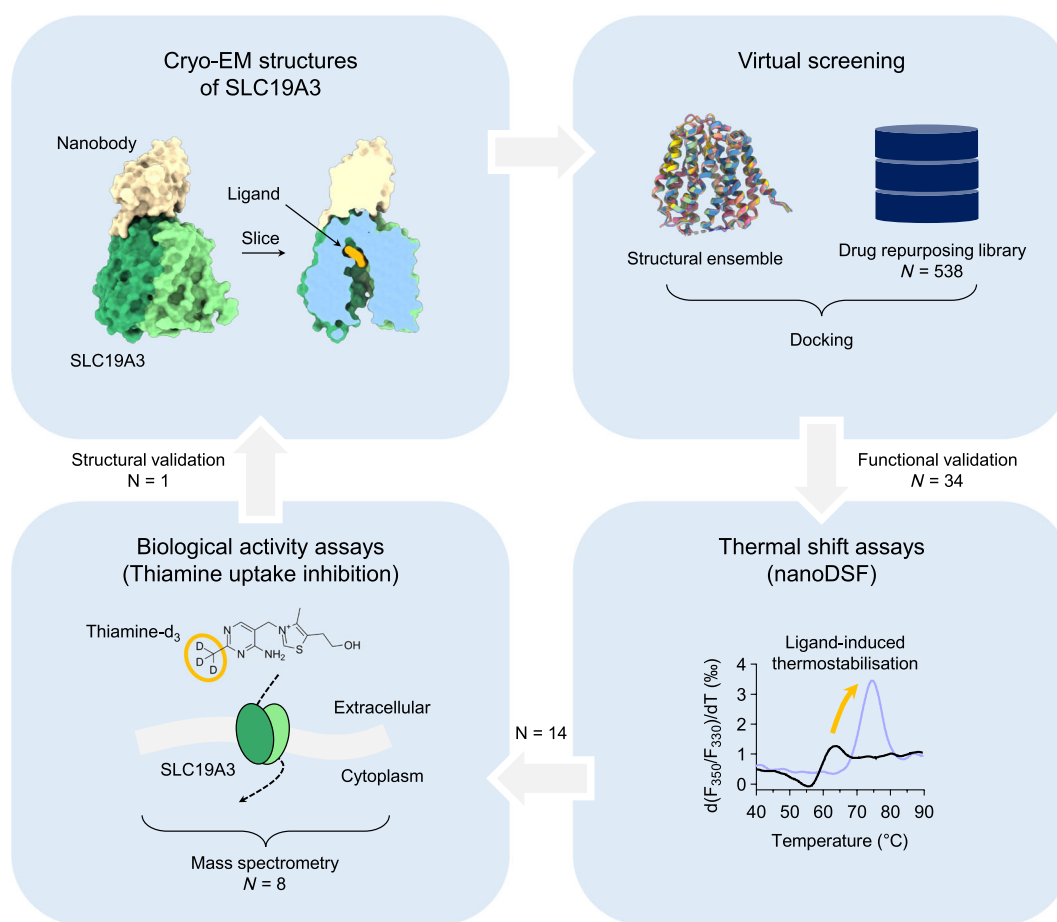 Cryo-EM structures
of SLC19A3
Nanobody
Ligand
Slice
SLC19A3
Virtual screening
Structural ensemble
Drug repurposing library
N = 538
Docking
Structural validation
N = 1
Functional validation
N = 34
Biological activity assays
(Thiamine uptake inhibition)
Thiamine-d₃
D
D
D
N
N
NH₂
N⁺
S
OH
Extracellular
SLC19A3
Cytoplasm
Mass spectrometry
N = 8
N = 14
Thermal shift assays
(nanoDSF)
Ligand-induced
thermostabilisation
d(F₃₅₀/F₃₃₀)/dT (‰)
4
3
2
1
0
40 50 60 70 80 90
Temperature (°C)